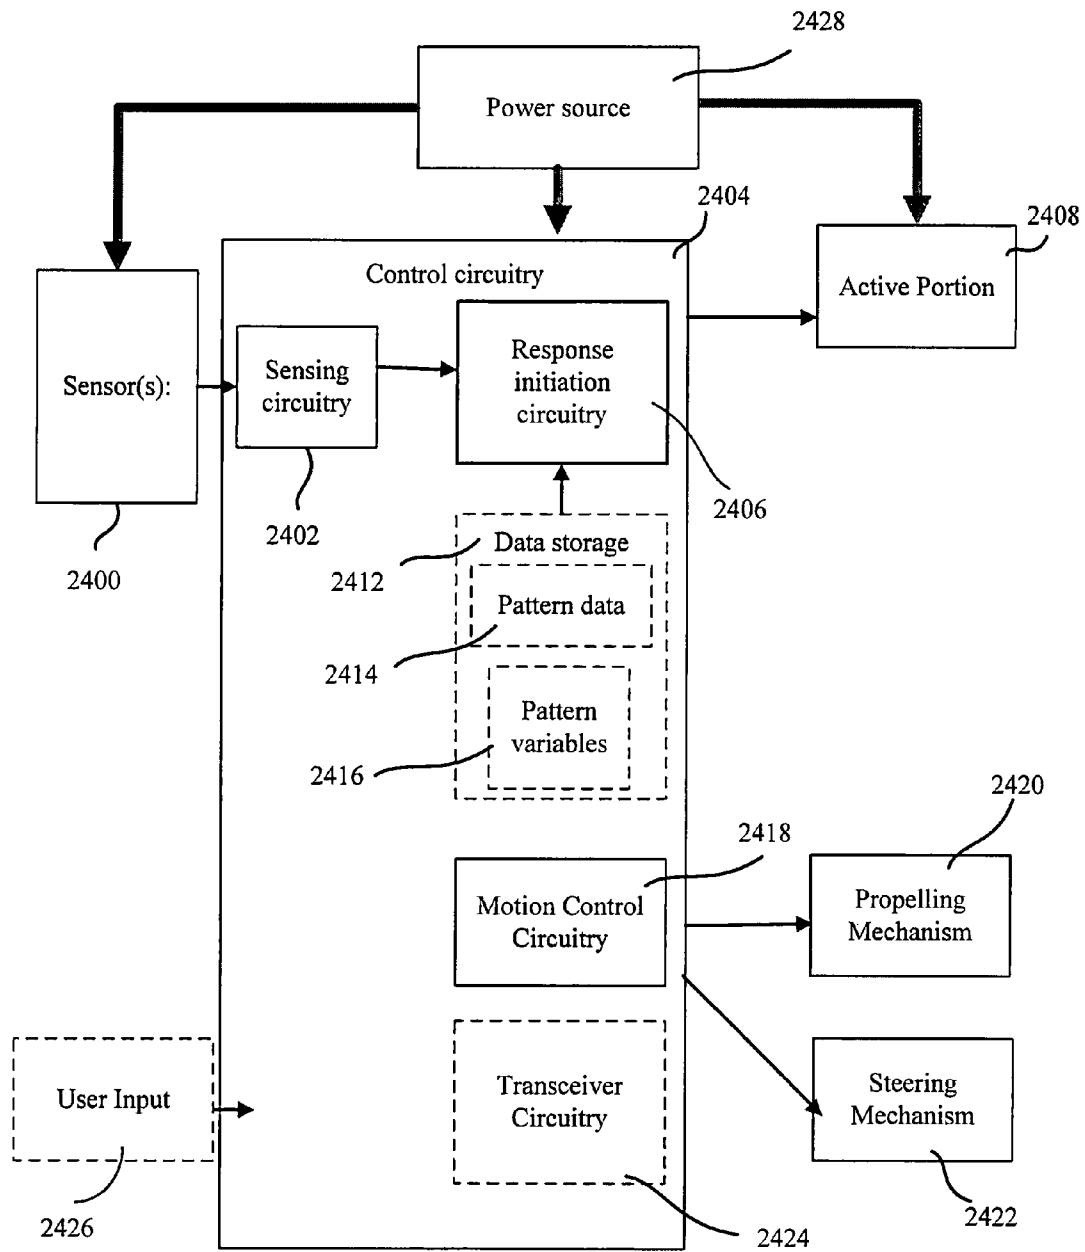 2428
Power source
2404
2408
Control circuitry
Active Portion
Response
initiation
circuitry
Sensing
circuitry
Sensor(s):
2406
2402
2400
Data storage
2412
Pattern data
2414
Pattern
variables
2416
2420
2418
Motion Control
Circuitry
Propelling
Mechanism
User Input
Transceiver
Circuitry
Steering
Mechanism
2426
2424
2422